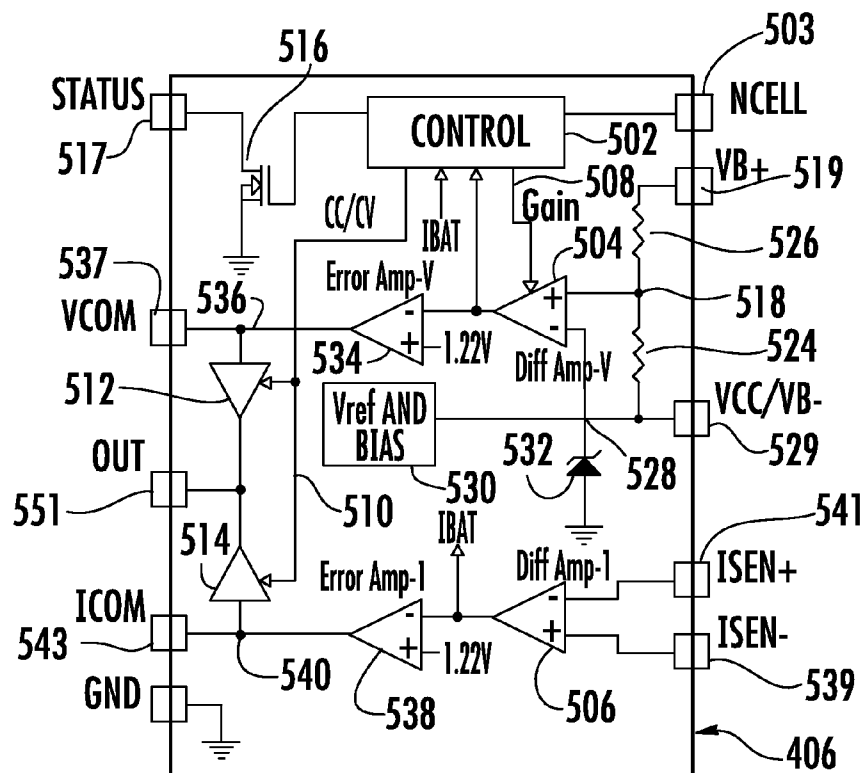 503
516
STATUS
NCELL
CONTROL
502
517
VB+
508
519
CC/CV
Gain
IBAT
504
526
537
Error Amp-V
536
+
518
VCOM
-
-
1.22V
524
534
+
Diff Amp-V
512
Vref AND
BIAS
VCC/VB-
OUT
532
528
529
530
551
510
541
IBAT
514
Error Amp-1
Diff Amp-1
ISEN+
ICOM
-
-
+
1.22V
+
ISEN-
543
540
538
506
539
GND
406